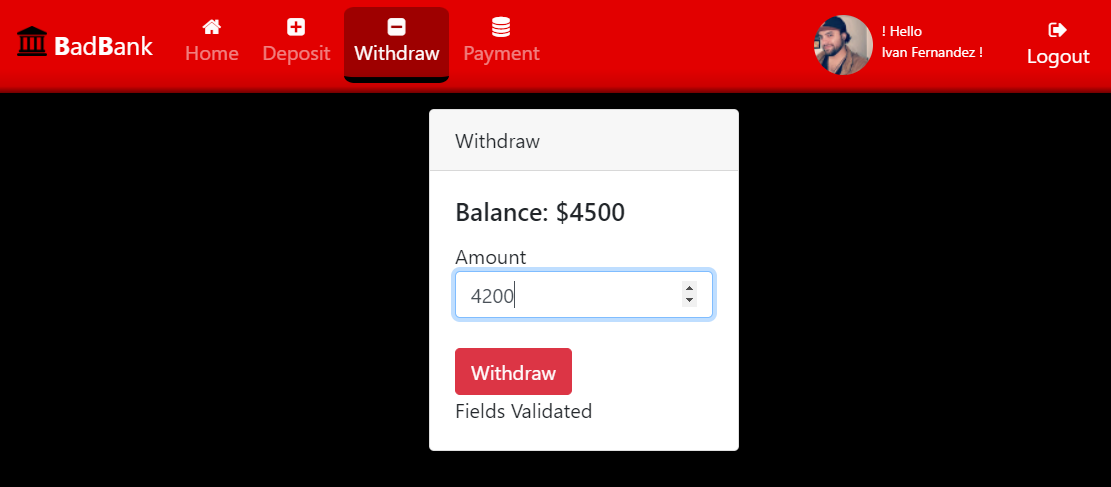 BadBank
Home
Deposit
Withdraw
Payment
! Hello
Ivan Fernandez !
Logout
Withdraw
Balance: $4500
Amount
4200
Withdraw
Fields Validated